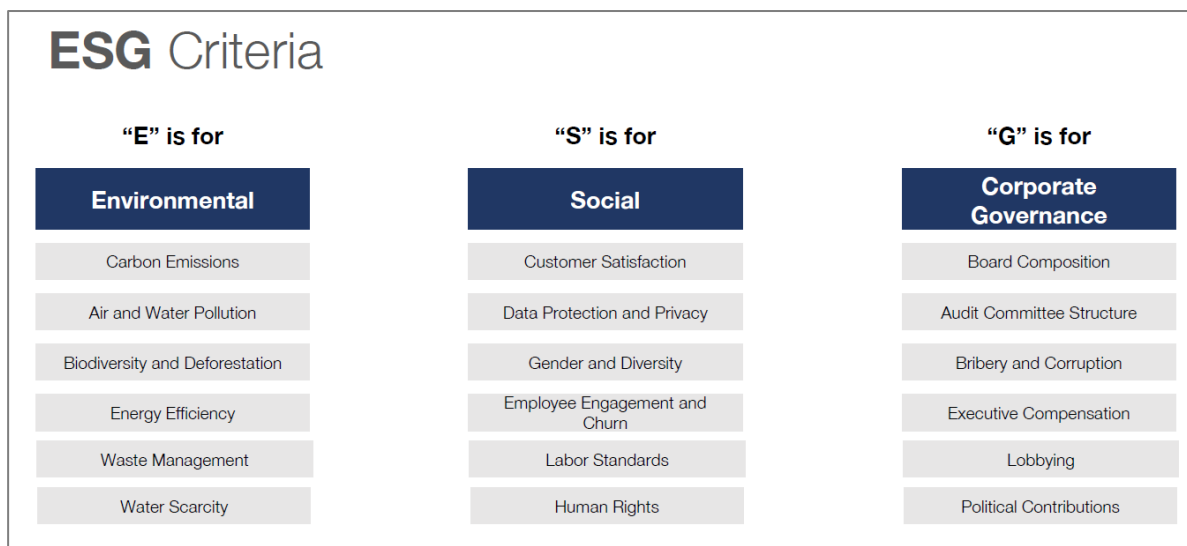 ESG Criteria
“E” is for
Environmental
Carbon Emissions
Air and Water Pollution
Biodiversity and Deforestation
Energy Efficiency
Waste Management
Water Scarcity
“S” is for
Social
Customer Satisfaction
Data Protection and Privacy
Gender and Diversity
Employee Engagement and
Churn
Labor Standards
Human Rights
“G” is for
Corporate
Governance
Board Composition
Audit Committee Structure
Bribery and Corruption
Executive Compensation
Lobbying
Political Contributions